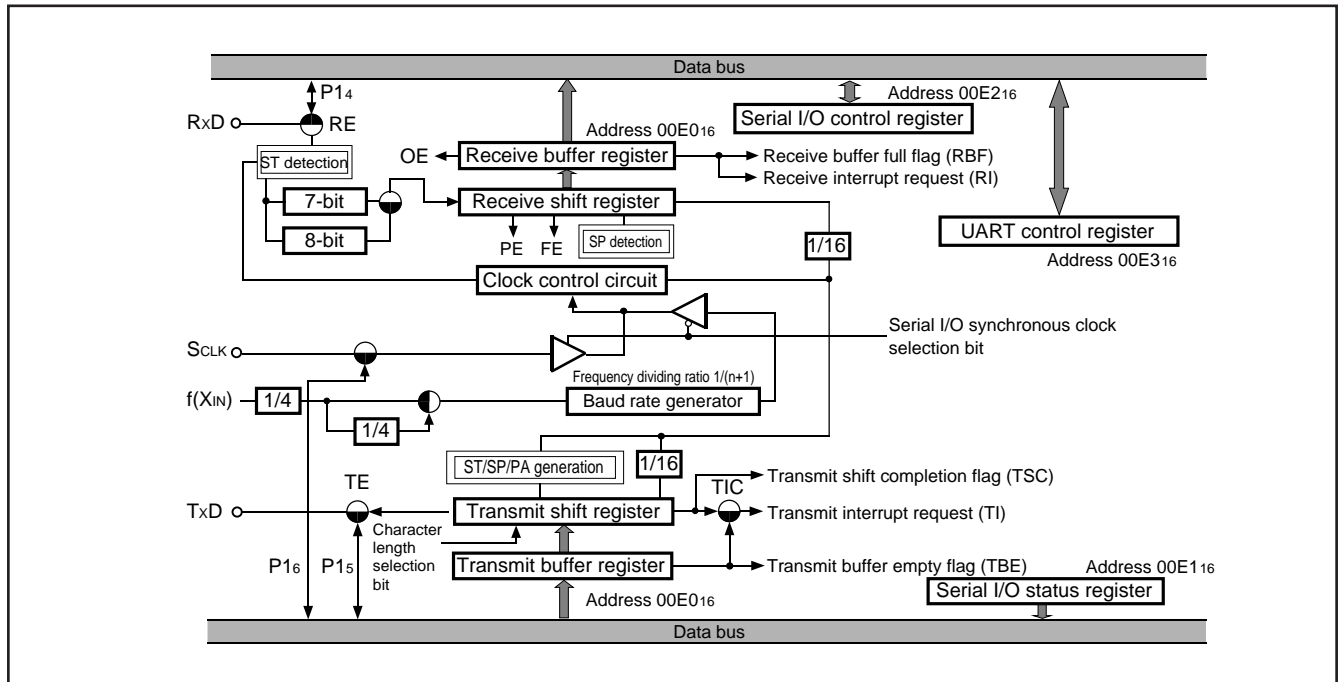 Data bus
P14
Address 00E216
RxD
RE
Serial I/O control register
Address 00E016
ST detection
OE
Receive buffer register
Receive buffer full flag (RBF)
Receive interrupt request (RI)
7-bit
Receive shift register
8-bit
PE
FE
SP detection
1/16
UART control register
Address 00E316
Clock control circuit
Serial I/O synchronous clock
selection bit
SCLK
Frequency dividing ratio 1/(n+1)
f(XIN)
1/4
Baud rate generator
1/4
ST/SP/PA generation
1/16
Transmit shift completion flag (TSC)
TE
TIC
TxD
Transmit shift register
Transmit interrupt request (TI)
Character
length
selection
bit
P16
P15
Transmit buffer register
Transmit buffer empty flag (TBE)
Address 00E116
Serial I/O status register
Address 00E016
Data bus